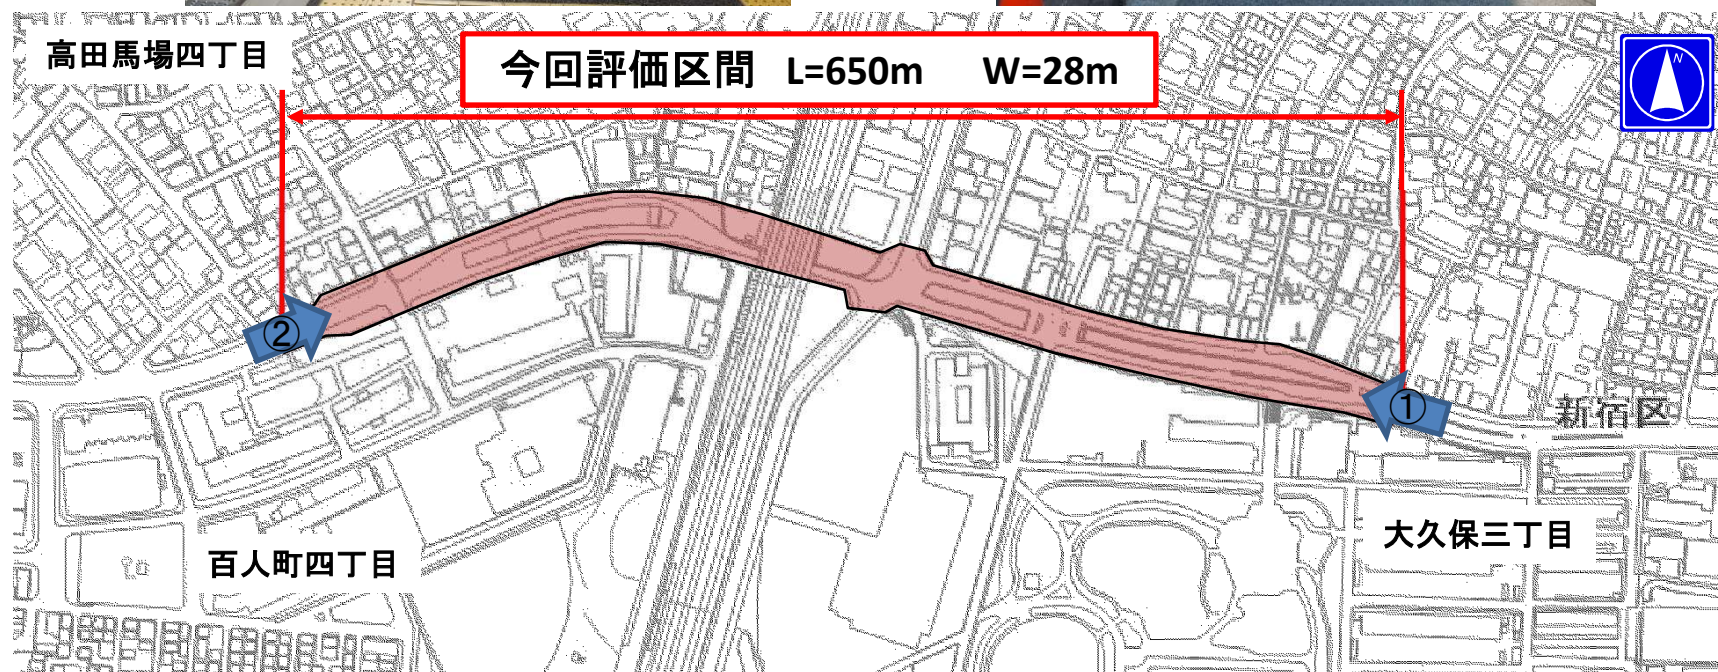 高田馬場四丁目
今回評価区間 L=650m W=28m
N
②
①
新宿区
大久保三丁目
百人町四丁目